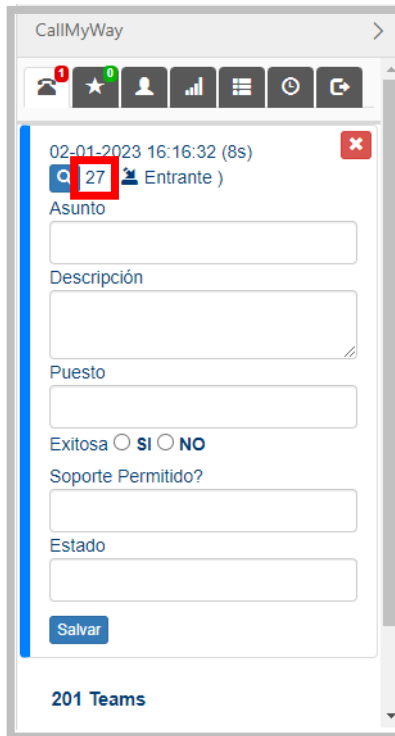 CallMyWay
1 0
02-01-2023 16:16:32 (8s)
27 Entrante )
Asunto
Descripción
Puesto
Exitosa SI NO
Soporte Permitido?
Estado
Salvar
201 Teams